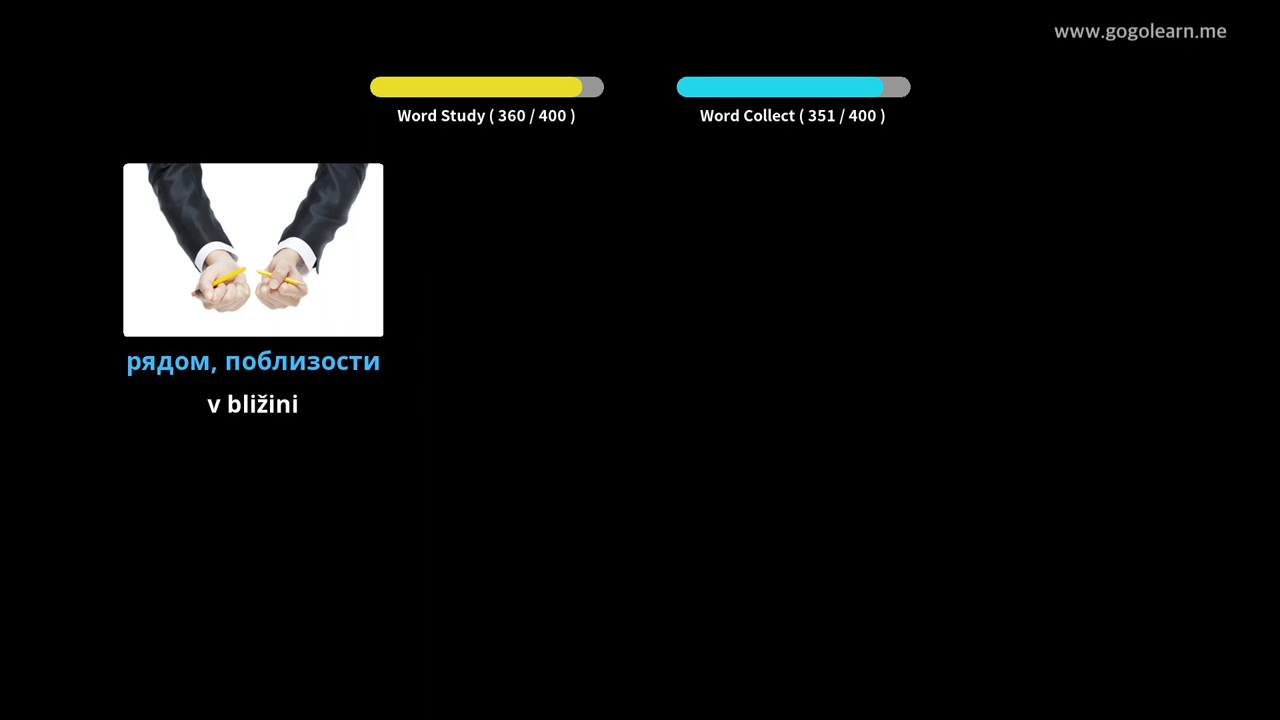 www.gogolearn.me
Word Study ( 360 / 400 )
Word Collect ( 351 / 400 )
рядом, поблизости
v bližini